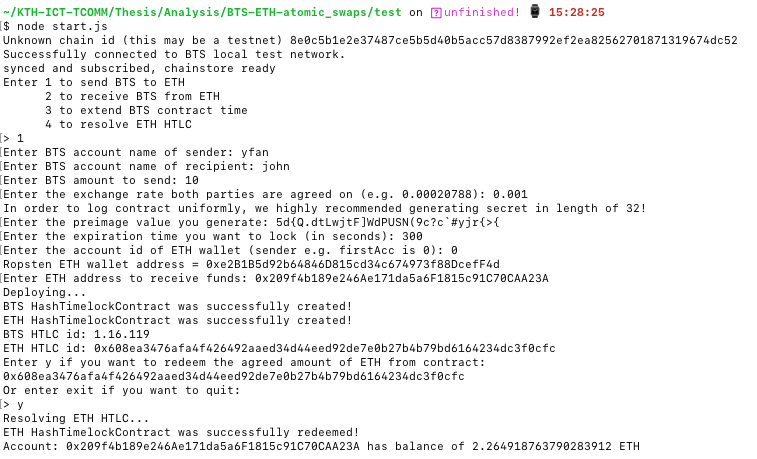 ~/KTH-ICT-TCOMM/Thesis/Analysis/BTS-ETH-atomic_swaps/test on ?unfinished! 15:28:25
$ node start.js
Unknown chain id (this may be a testnet) 8e0c5b1e2e37487ce5b5d40b5acc57d8387992ef2ea82562701871319674dc52
Successfully connected to BTS local test network.
synced and subscribed, chainstore ready
Enter 1 to send BTS to ETH
2 to receive BTS from ETH
3 to extend BTS contract time
4 to resolve ETH HTLC
> 1
Enter BTS account name of sender: yfan
Enter BTS account name of recipient: john
Enter BTS amount to send: 10
Enter the exchange rate both parties are agreed on (e.g. 0.00020788): 0.001
In order to log contract uniformly, we highly recommended generating secret in length of 32!
Enter the preimage value you generate: 5d{Q.dtLwjtF]WdPUSN(9c?c`#yjr{>{
Enter the expiration time you want to lock (in seconds): 300
Enter the account id of ETH wallet (sender e.g. firstAcc is 0): 0
Ropsten ETH wallet address = 0xe2B1B5d92b64846D815cd34c674973f88DcefF4d
Enter ETH address to receive funds: 0x209f4b189e246Ae171da5a6F1815c91C70CAA23A
Deploying...
BTS HashTimelockContract was successfully created!
ETH HashTimelockContract was successfully created!
BTS HTLC id: 1.16.119
ETH HTLC id: 0x608ea3476afa4f426492aaed34d44eed92de7e0b27b4b79bd6164234dc3f0cfc
Enter y if you want to redeem the agreed amount of ETH from contract:
0x608ea3476afa4f426492aaed34d44eed92de7e0b27b4b79bd6164234dc3f0cfc
Or enter exit if you want to quit:
> y
Resolving ETH HTLC...
ETH HashTimelockContract was successfully redeemed!
Account: 0x209f4b189e246Ae171da5a6F1815c91C70CAA23A has balance of 2.264918763790283912 ETH